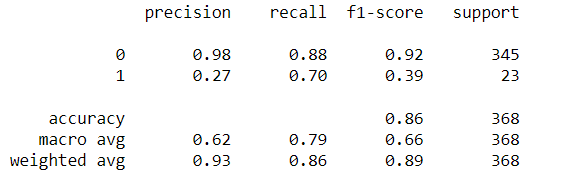 precision recall f1-score support
0 0.98 0.88 0.92 345
1 0.27 0.70 0.39 23
accuracy 0.86 368
macro avg 0.62 0.79 0.66 368
weighted avg 0.93 0.86 0.89 368